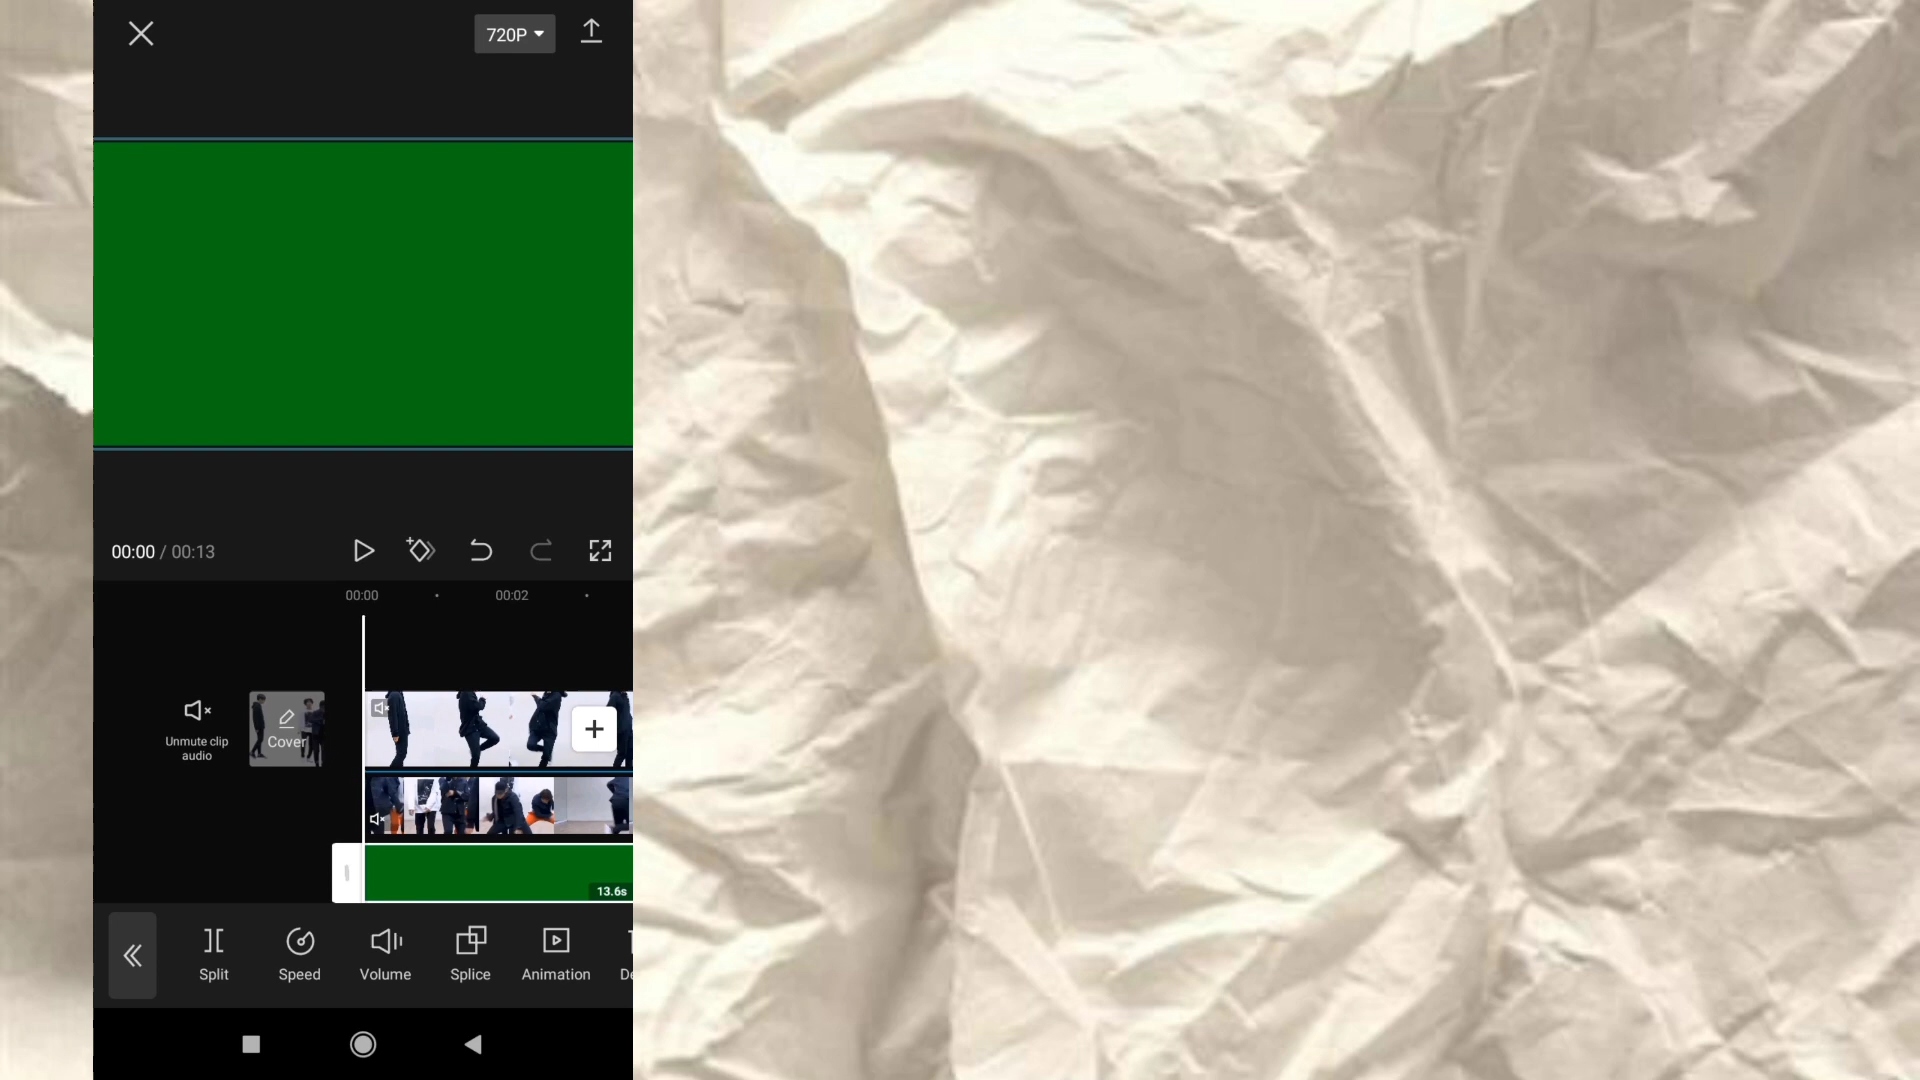 720P
00:00 / 00:13
00:00
00:02
Unmute clip
audio
Cover
13.6s
Split
Speed
Volume
Splice
Animation